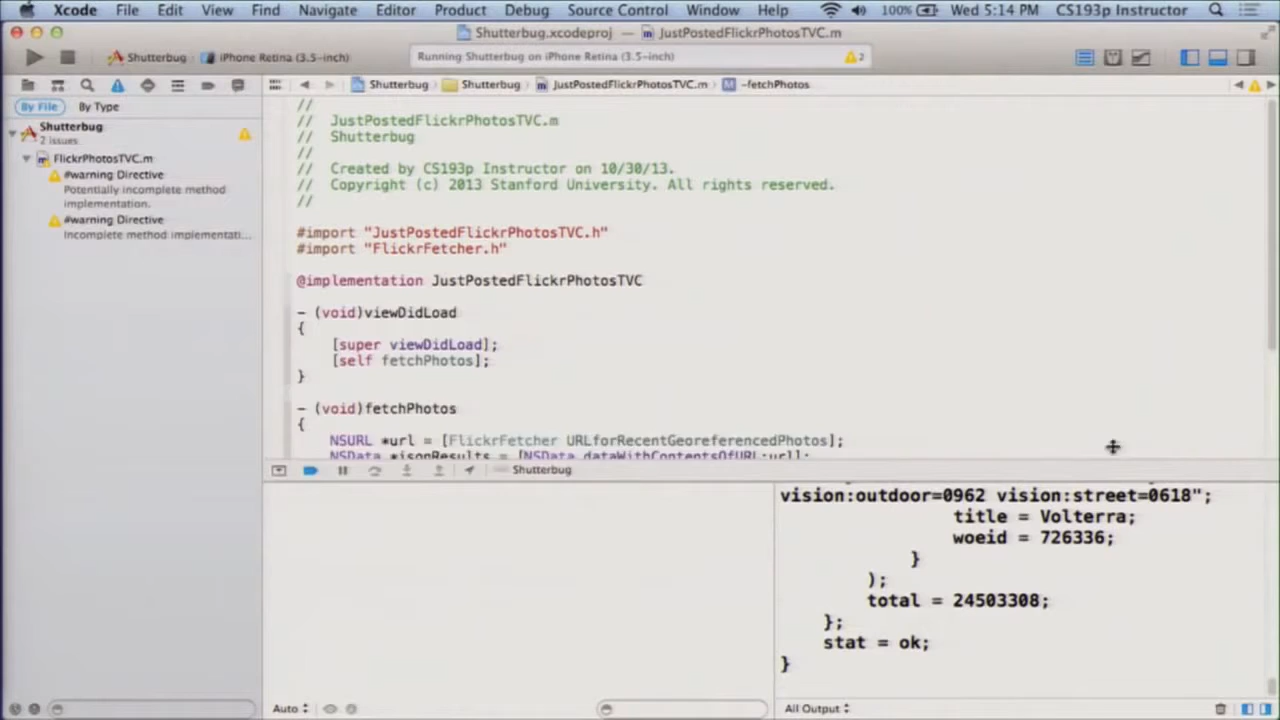 Xcode File Edit View Find Navigate Editor Product Debug Source Control Window Help 100% Wed 5:14 PM CS193p Instructor
Shutterbug.xcodeproj — JustPostedFlickrPhotosTVC.m
Shutterbug iPhone Retina (3.5-inch) Running Shutterbug on iPhone Retina (3.5-inch) 2
Shutterbug Shutterbug JustPostedFlickrPhotosTVC.m -fetchPhotos
By File By Type
Shutterbug
2 issues
FlickrPhotosTVC.m
#warning Directive
Potentially incomplete method
implementation.
#warning Directive
Incomplete method implementati...
//
// JustPostedFlickrPhotosTVC.m
// Shutterbug
//
// Created by CS193p Instructor on 10/30/13.
// Copyright (c) 2013 Stanford University. All rights reserved.
//
#import "JustPostedFlickrPhotosTVC.h"
#import "FlickrFetcher.h"
@implementation JustPostedFlickrPhotosTVC
- (void)viewDidLoad
{
[super viewDidLoad];
[self fetchPhotos];
}
- (void)fetchPhotos
{
NSURL *url = [FlickrFetcher URLforRecentGeoreferencedPhotos];
NSData *jsonResults = [NSData dataWithContentsOfURL:url];
Shutterbug
vision:outdoor=0962 vision:street=0618";
title = Volterra;
woeid = 726336;
}
);
total = 24503308;
};
stat = ok;
}
Auto
All Output